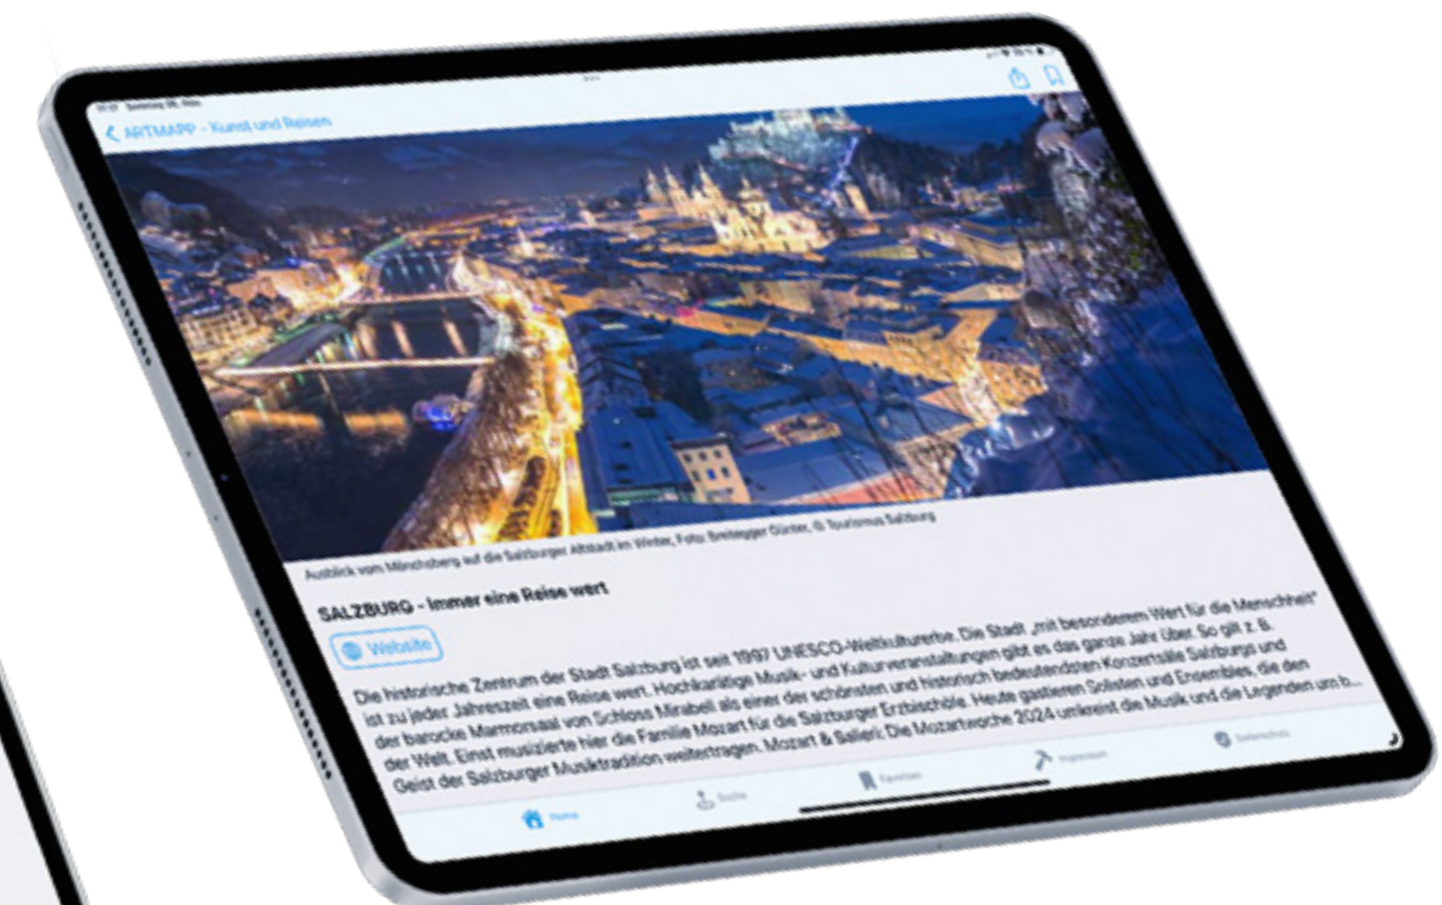 ARTMAPP - Kunst und Reisen
Ausblick vom Mönchsberg auf die Salzburger Altstadt im Winter, Foto: Breitegger Günter, © Tourismus Salzburg
SALZBURG - immer eine Reise wert
Website
Die historische Zentrum der Stadt Salzburg ist seit 1997 UNESCO-Weltkulturerbe. Die Stadt „mit besonderem Wert für die Menschheit“
ist zu jeder Jahreszeit eine Reise wert. Hochkarätige Musik- und Kulturveranstaltungen gibt es das ganze Jahr über. So gilt z. B.
der barocke Marmorsaal von Schloss Mirabell als einer der schönsten und historisch bedeutendsten Konzertsäle Salzburgs und
der Welt. Einst musizierte hier die Familie Mozart für die Salzburger Erzbischöfe. Heute gastieren Solisten und Ensembles, die den
Geist der Salzburger Musiktradition weitertragen. Mozart & Salieri: Die Mozartwoche 2024 umkreist die Musik und die Legenden um b...
Home
Suche
Favoriten
Impressum
Datenschutz